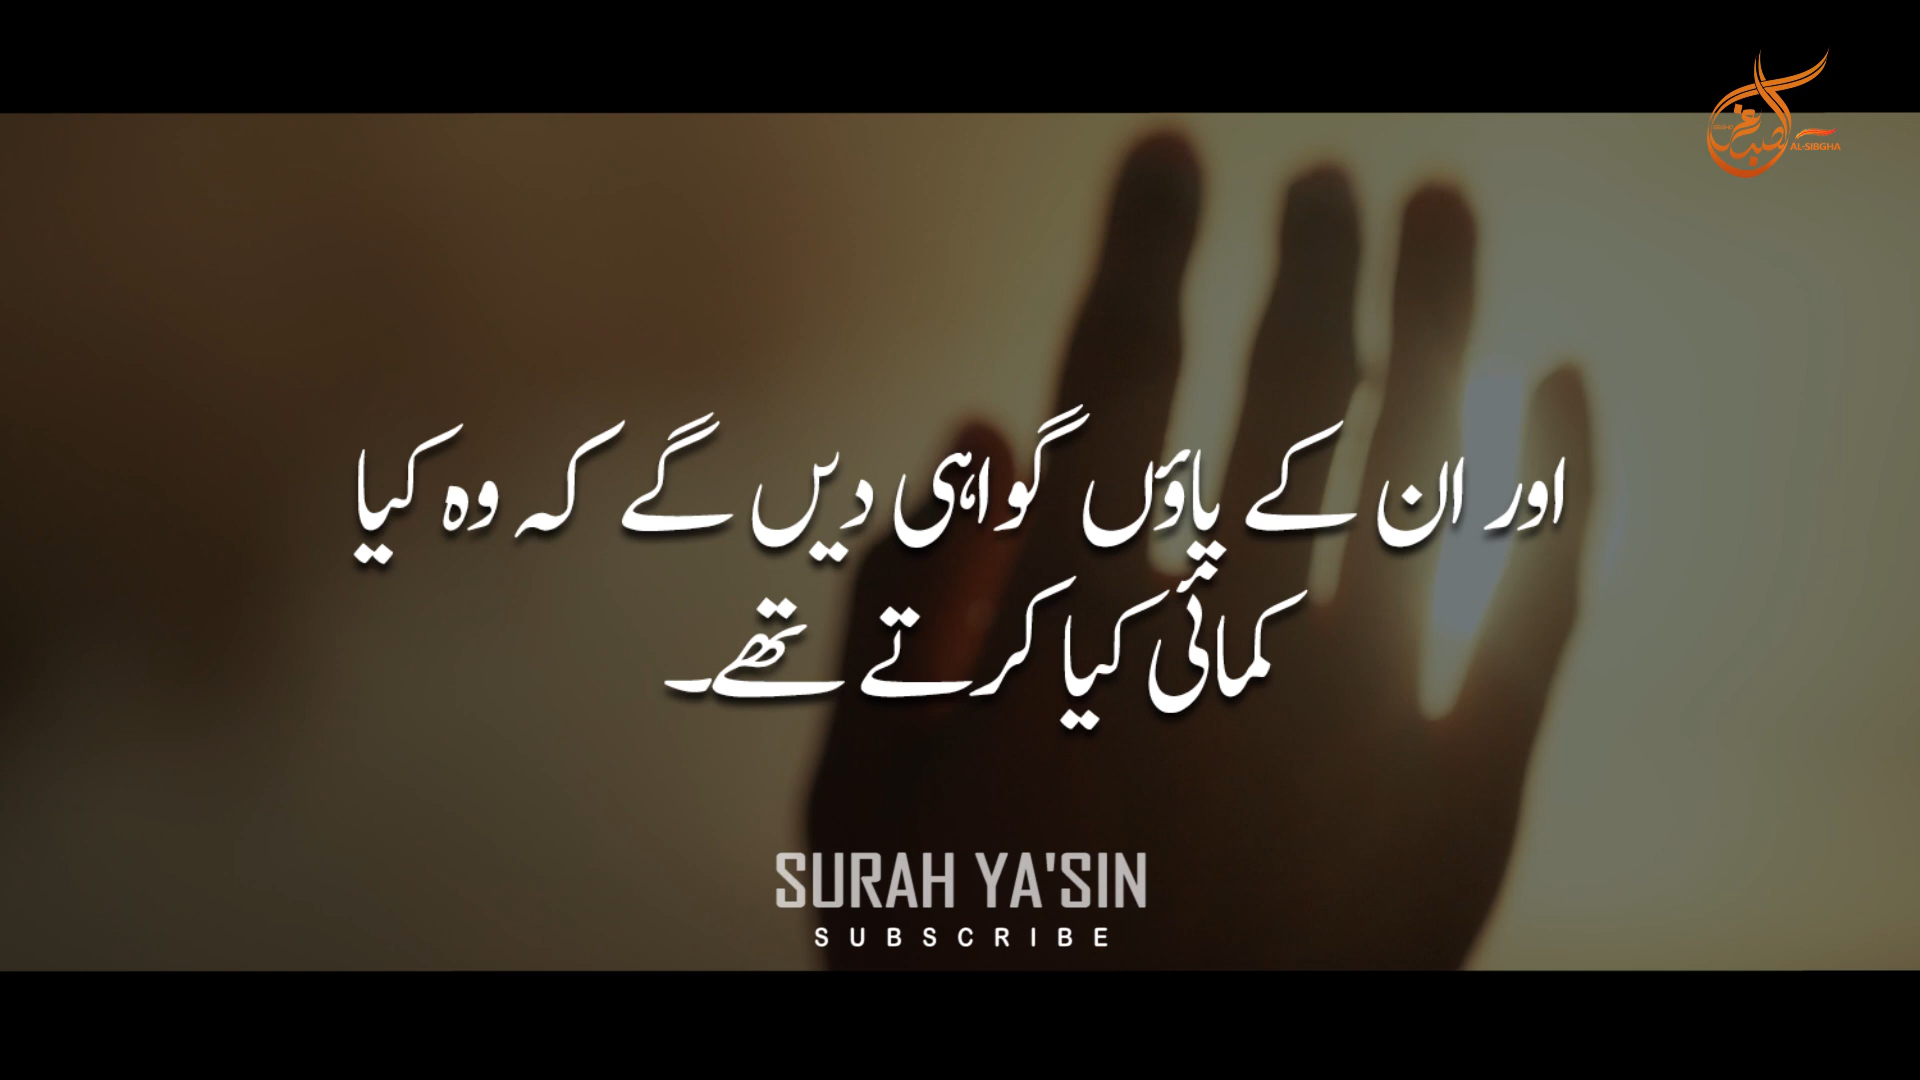 AL-SIBGHA
اور ان کے پاؤں گواہی دیں گے کہ وہ کیا
کمائی کیا کرتے تھے۔
SURAH YA'SIN
SUBSCRIBE